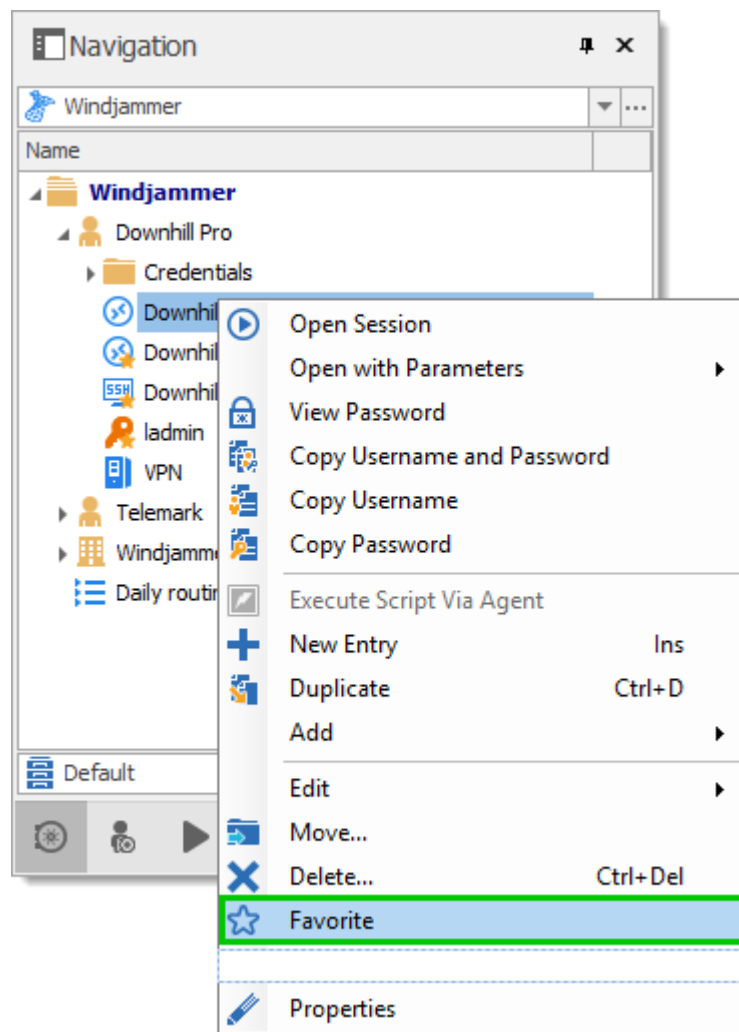 Navigation
Windjammer
Name
Windjammer
Downhill Pro
Credentials
Downhil
Downhil
SSH Downhil
ladmin
VPN
Telemark
Windjamme
Daily routin
Default
Open Session
Open with Parameters
View Password
Copy Username and Password
Copy Username
Copy Password
Execute Script Via Agent
New Entry Ins
Duplicate Ctrl+D
Add
Edit
Move...
Delete... Ctrl+Del
Favorite
Properties